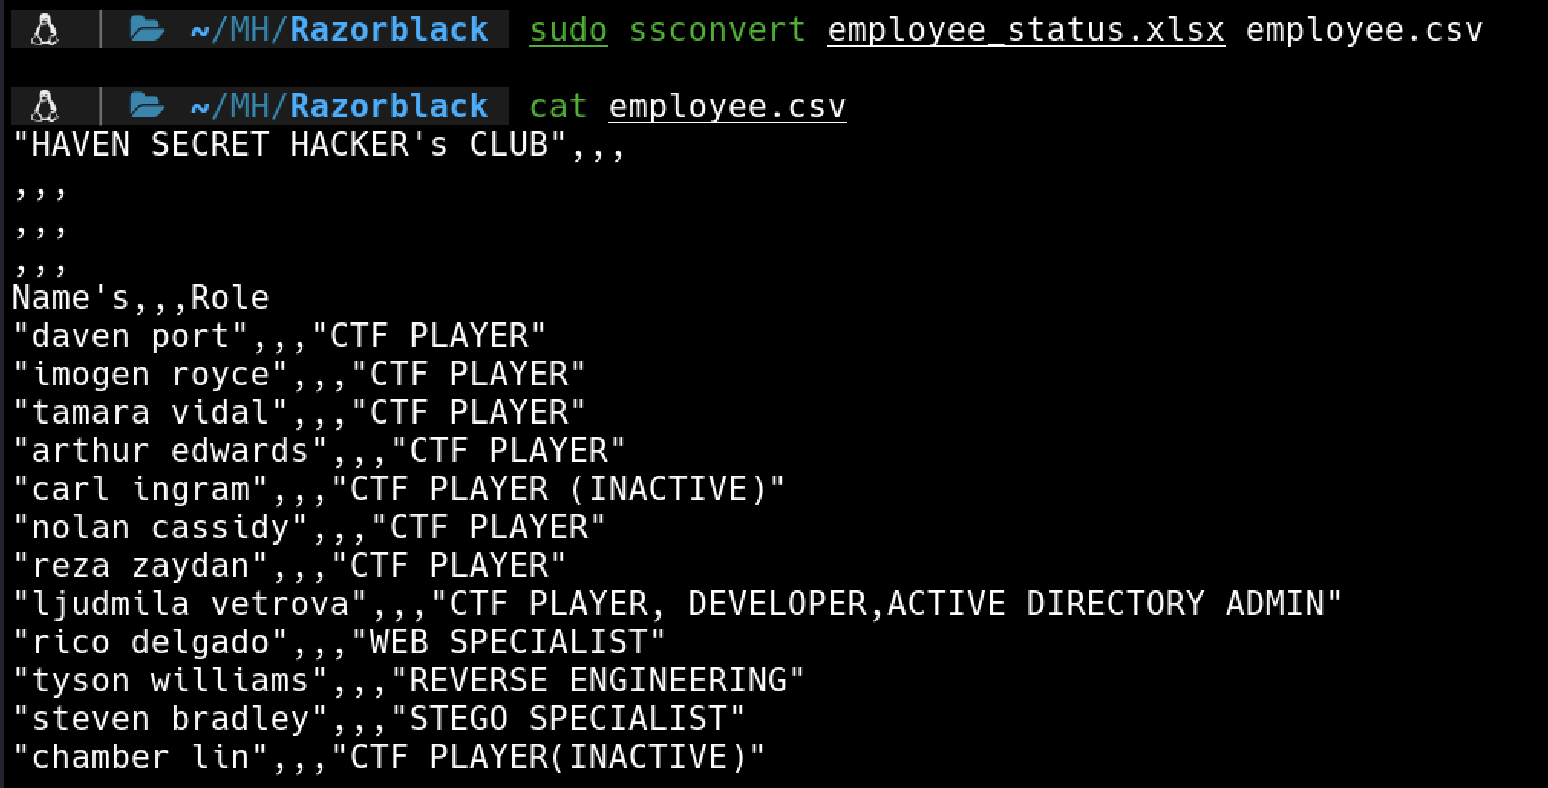 ~/MH/Razorblack sudo ssconvert employee_status.xlsx employee.csv
~/MH/Razorblack cat employee.csv
"HAVEN SECRET HACKER's CLUB",,,
,,,
,,,
,,,
Name's,,,Role
"daven port",,,"CTF PLAYER"
"imogen royce",,,"CTF PLAYER"
"tamara vidal",,,"CTF PLAYER"
"arthur edwards",,,"CTF PLAYER"
"carl ingram",,,"CTF PLAYER (INACTIVE)"
"nolan cassidy",,,"CTF PLAYER"
"reza zaydan",,,"CTF PLAYER"
"ljudmila vetrova",,,"CTF PLAYER, DEVELOPER,ACTIVE DIRECTORY ADMIN"
"rico delgado",,,"WEB SPECIALIST"
"tyson williams",,,"REVERSE ENGINEERING"
"steven bradley",,,"STEGO SPECIALIST"
"chamber lin",,,"CTF PLAYER(INACTIVE)"